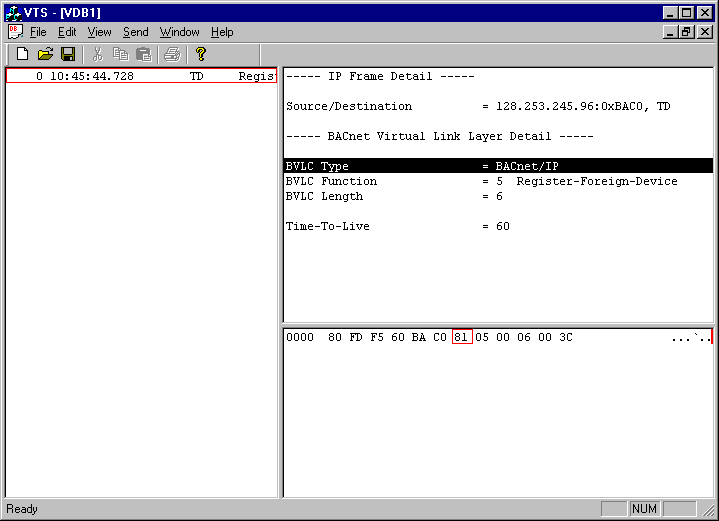 VTS - [VDB1]
File Edit View Send Window Help
0 10:45:44.728 TD Regis
----- IP Frame Detail -----
Source/Destination = 128.253.245.96:0xBAC0, TD
----- BACnet Virtual Link Layer Detail -----
BVLC Type = BACnet/IP
BVLC Function = 5 Register-Foreign-Device
BVLC Length = 6
Time-To-Live = 60
0000 80 FD F5 60 BA C0 81 05 00 06 00 3C ...`..
Ready NUM